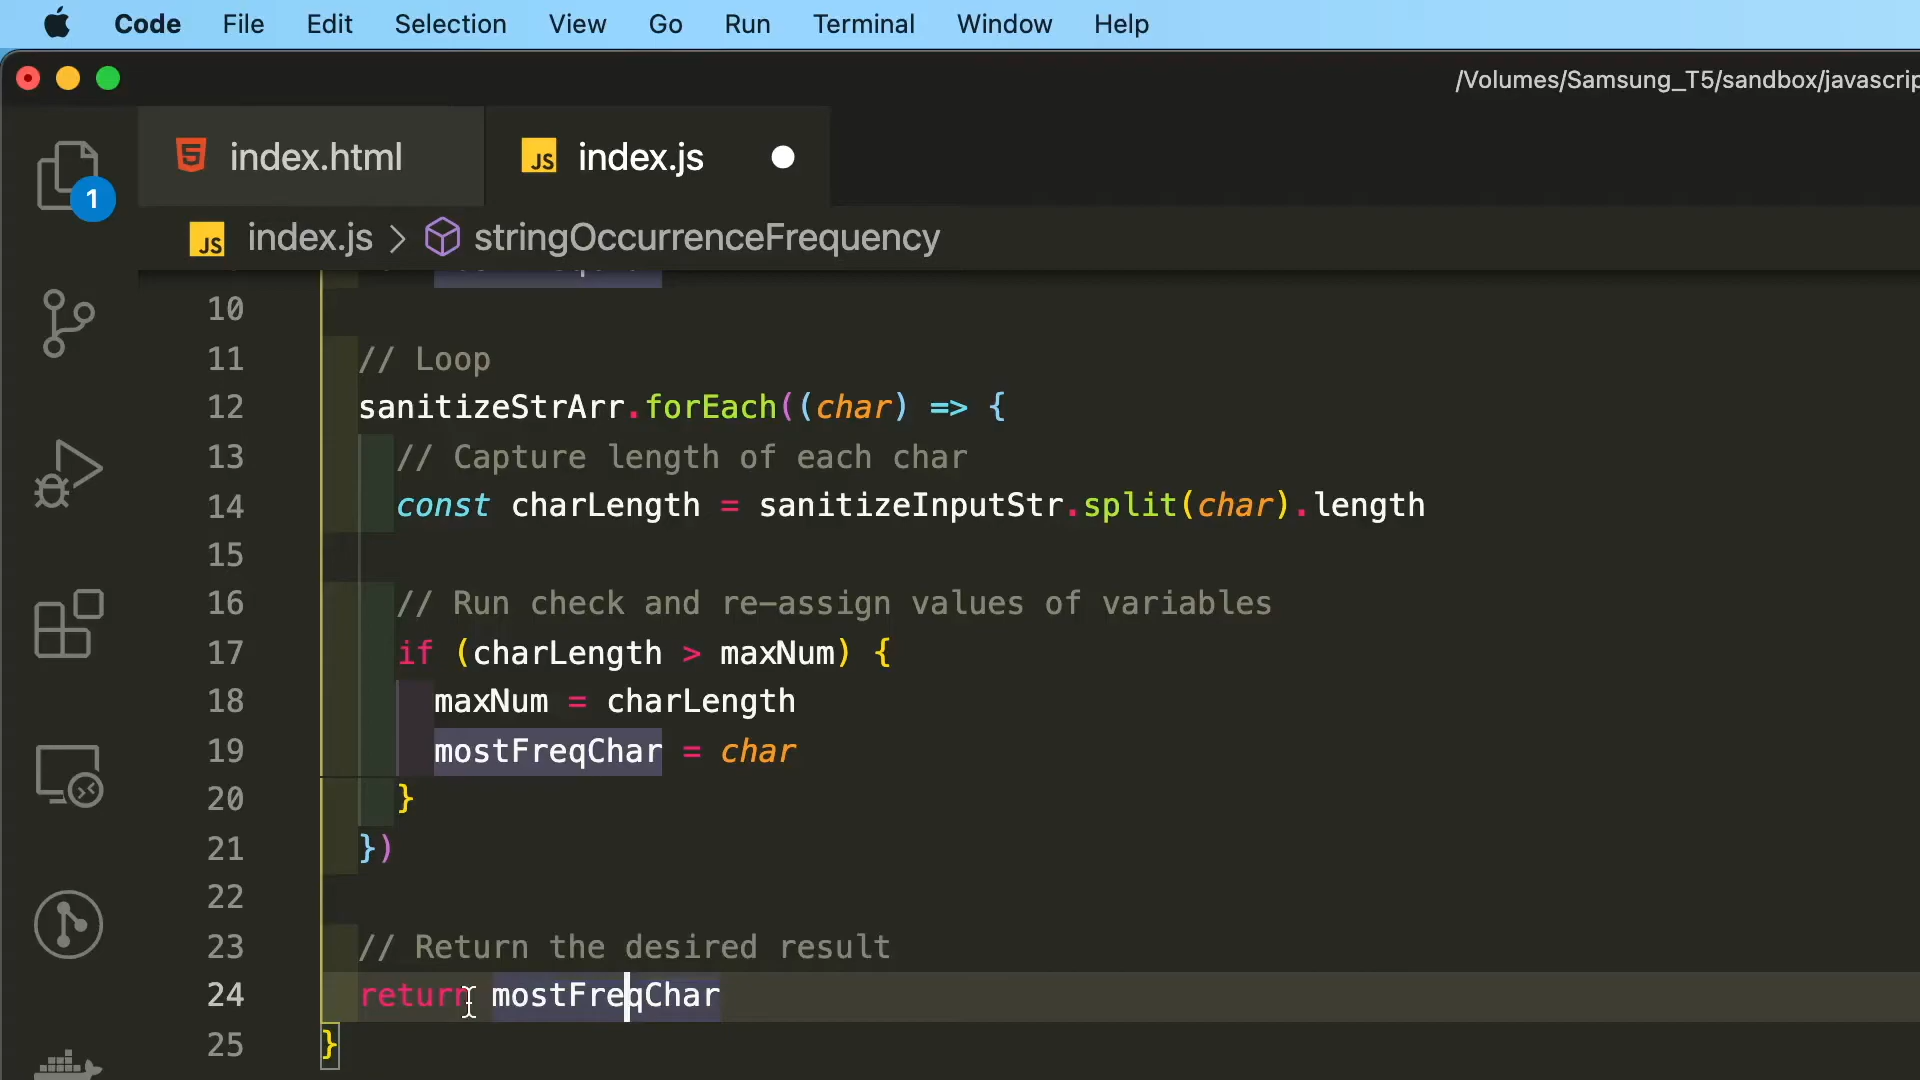 Code File Edit Selection View Go Run Terminal Window Help
/Volumes/Samsung_T5/sandbox/javascrip
index.html
JS index.js
1
JS index.js > stringOccurrenceFrequency
10
11 // Loop
12 sanitizeStrArr.forEach((char) => {
13 // Capture length of each char
14 const charLength = sanitizeInputStr.split(char).length
15
16 // Run check and re-assign values of variables
17 if (charLength > maxNum) {
18 maxNum = charLength
19 mostFreqChar = char
20 }
21 })
22
23 // Return the desired result
24 return mostFreqChar
25 }